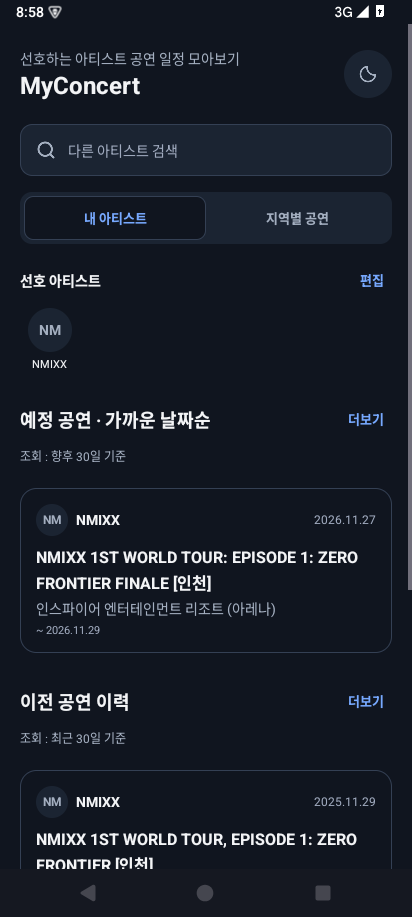 8:58
3G
선호하는 아티스트 공연 일정 모아보기
MyConcert
다른 아티스트 검색
내 아티스트
지역별 공연
선호 아티스트
편집
NM
NMIXX
예정 공연 · 가까운 날짜순
더보기
조회 : 향후 30일 기준
NM
NMIXX
2026.11.27
NMIXX 1ST WORLD TOUR: EPISODE 1: ZERO
FRONTIER FINALE [인천]
인스파이어 엔터테인먼트 리조트 (아레나)
~ 2026.11.29
이전 공연 이력
더보기
조회 : 최근 30일 기준
NM
NMIXX
2025.11.29
NMIXX 1ST WORLD TOUR, EPISODE 1: ZERO
FRONTIER [인천]